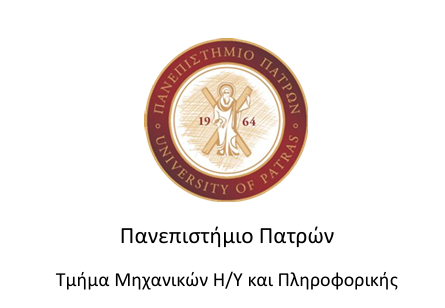 ΠΑΝΕΠΙΣΤΗΜΙΟ ΠΑΤΡΩΝ
19 64
UNIVERSITY OF PATRAS
Πανεπιστήμιο Πατρών
Τμήμα Μηχανικών Η/Υ και Πληροφορικής